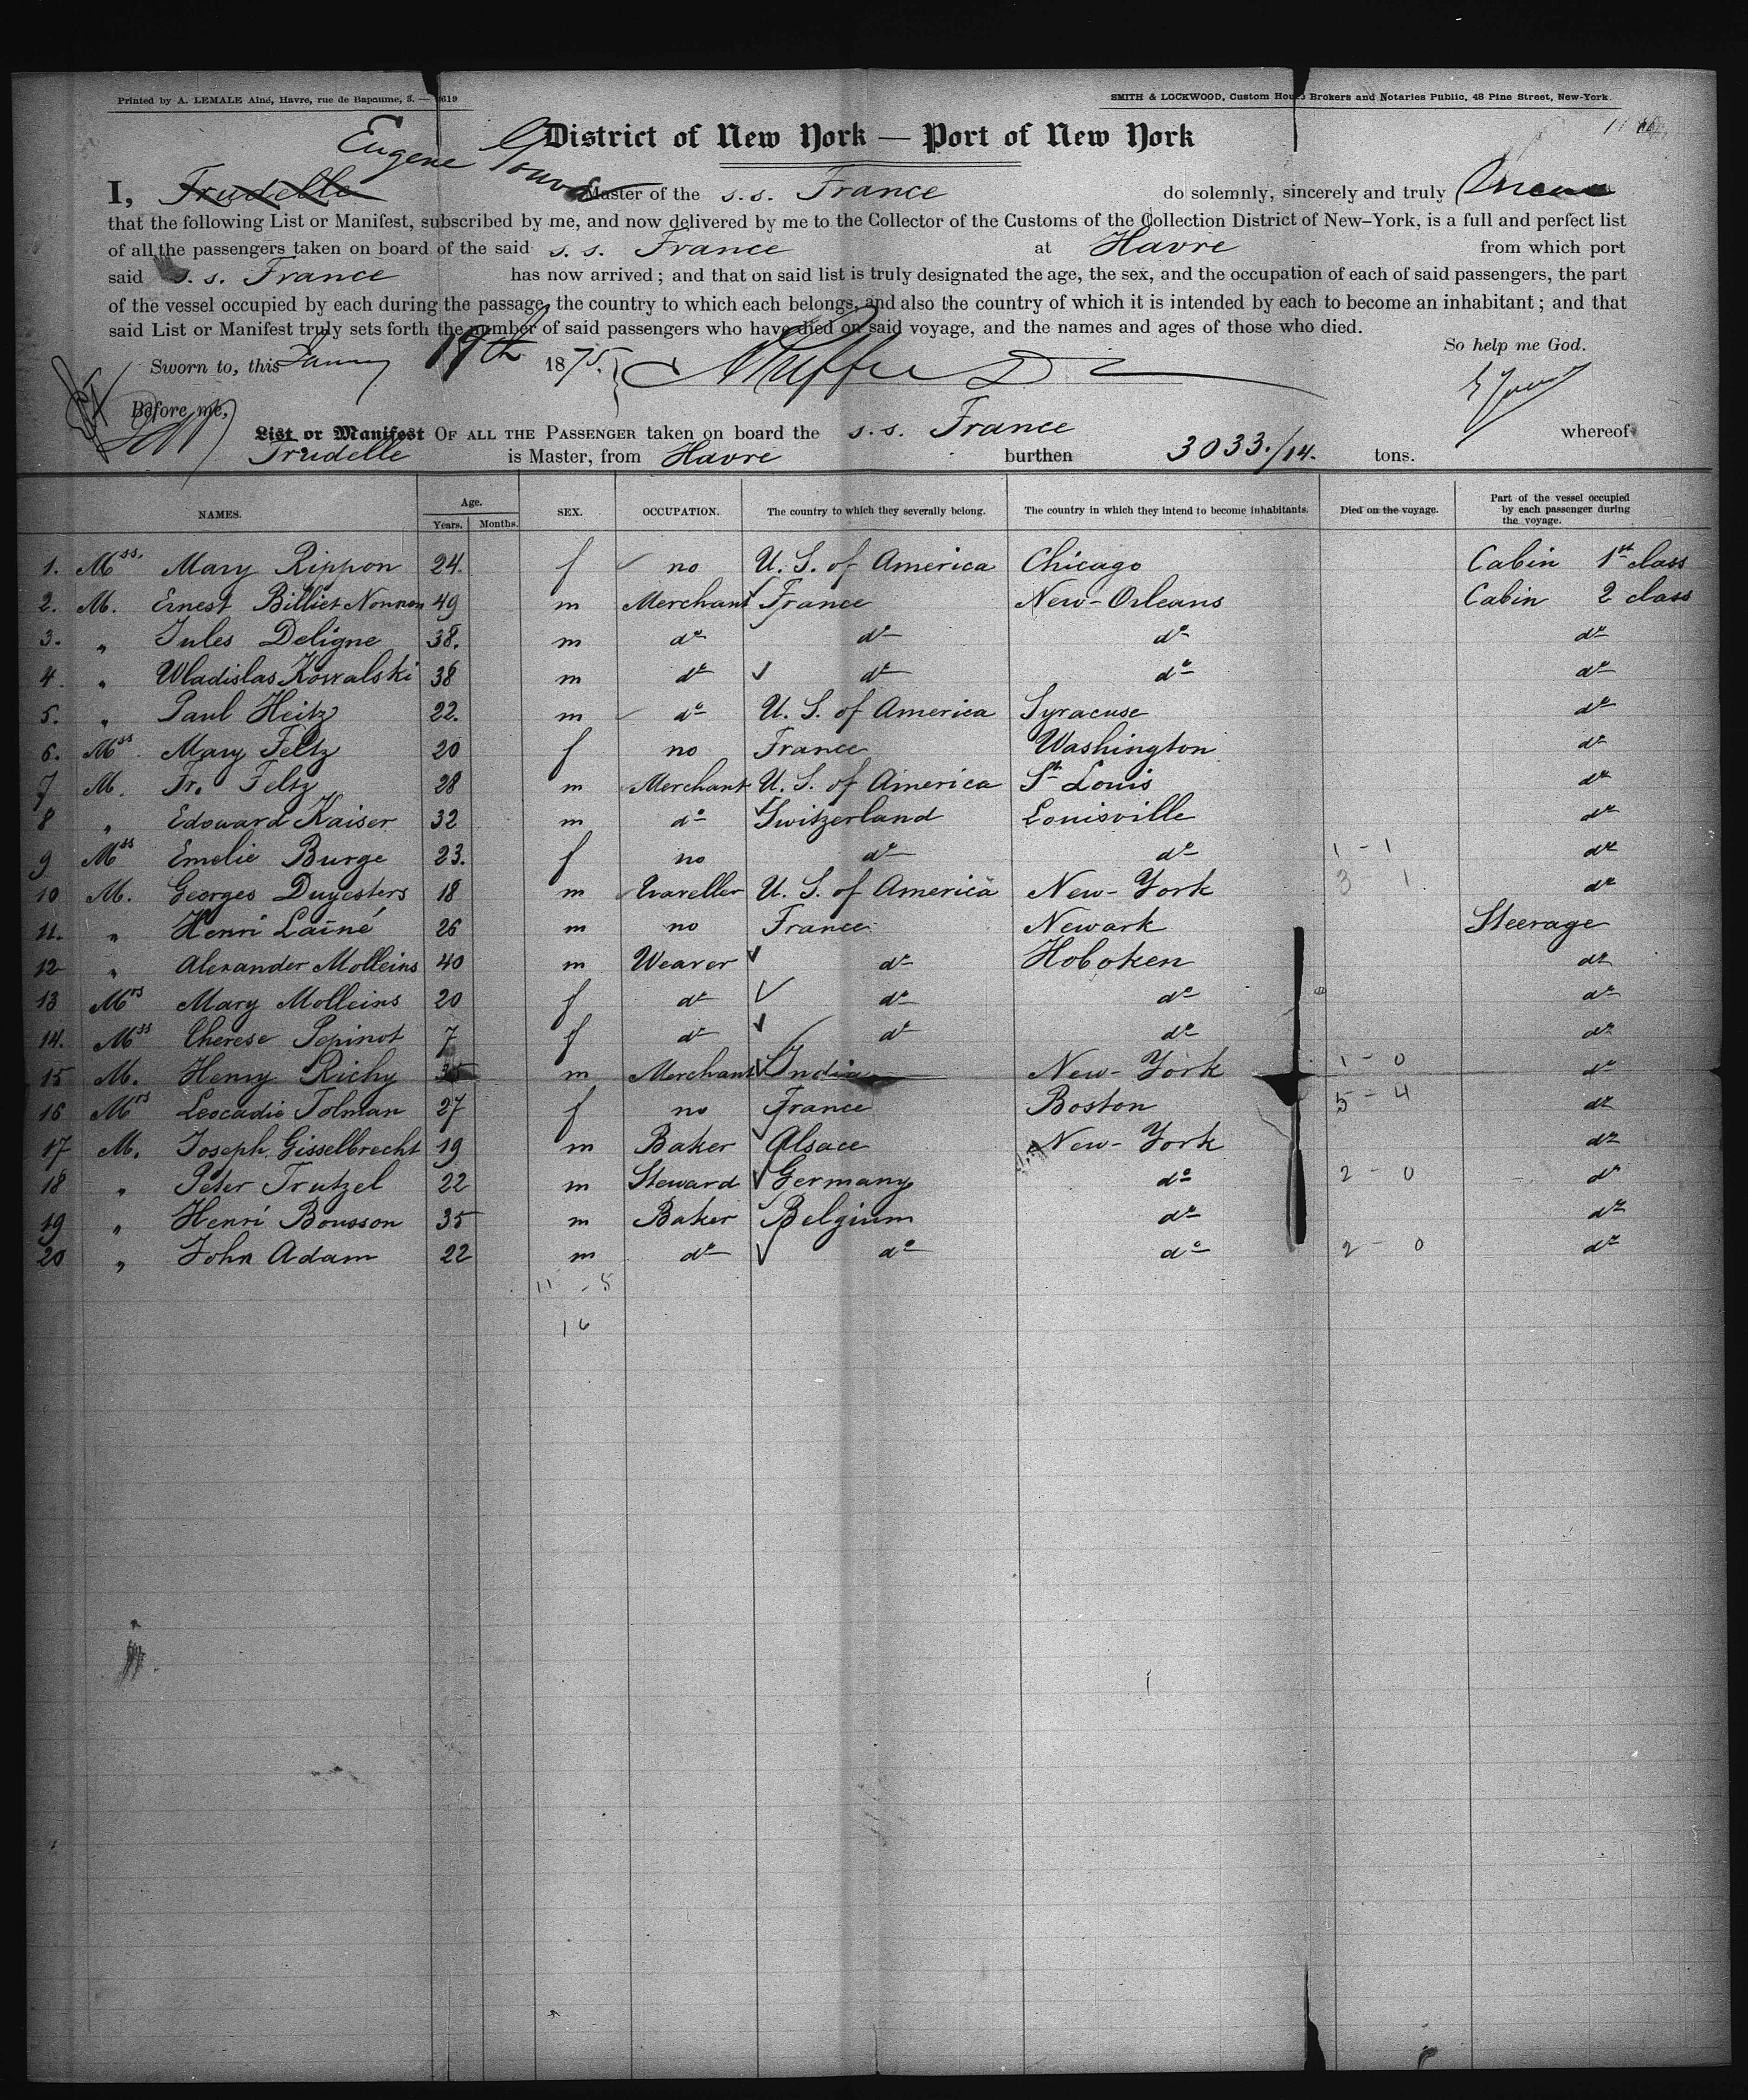 Printed by A. LEMALE Aîné, Havre, rue de Bapaume, 3. — 9619
SMITH & LOCKWOOD, Custom House Brokers and Notaries Public, 48 Pine Street, New-York.
District of New York — Port of New York
Eugene
I, Trudelle Master of the s.s. France do solemnly, sincerely and truly
that the following List or Manifest, subscribed by me, and now delivered by me to the Collector of the Customs of the Collection District of New-York, is a full and perfect list
of all the passengers taken on board of the said s.s. France at Havre from which port
said s.s. France has now arrived; and that on said list is truly designated the age, the sex, and the occupation of each of said passengers, the part
of the vessel occupied by each during the passage, the country to which each belongs, and also the country of which it is intended by each to become an inhabitant; and that
said List or Manifest truly sets forth the number of said passengers who have died on said voyage, and the names and ages of those who died.
So help me God.
Sworn to, this 19th 1875.
Before me,
List or Manifest OF ALL THE PASSENGER taken on board the s.s. France whereof
Trudelle is Master, from Havre burthen 3033./14. tons.
NAMES. Age. Years. Months. SEX. OCCUPATION. The country to which they severally belong. The country in which they intend to become inhabitants. Died on the voyage. Part of the vessel occupied by each passenger during the voyage.
1. Mss. Mary Rippon 24. f no U. S. of America Chicago Cabin 1st class
2. M. Ernest Billiet Nonnen 49 m Merchant France New-Orleans Cabin 2 class
3. " Jules Deligne 38. m do do do do
4. " Wladislas Kowalski 38 m do do do do
5. " Paul Heitz 22. m do U. S. of America Syracuse do
6. Mss. Mary Feltz 20 f no France Washington do
7 M. Fr. Feltz 28 m Merchant U. S. of America St Louis do
8 " Edouard Kaiser 32 m do Switzerland Louisville do
9 Mss Emelie Burge 23. f no do do 1 - 1 do
10 M. Georges Duyesters 18 m traveller U. S. of America New-York 3 1 do
11. " Henri Lainé 26 m no France Newark Steerage
12 " Alexander Molleins 40 m Weaver do Hoboken do
13 Mrs Mary Molleins 20 f do do do do
14. Mss Therese Pepinot 7 f do do do do
15 M. Henry Richy 35 m Merchant India New-York 1 - 0 do
16 Mrs Leocadie Tolman 27 f no France Boston 5 - 4 do
17 M. Joseph Gisselbrecht 19 m Baker Alsace New-York do
18 " Peter Trutzel 22 m Steward Germany do 2 - 0 do
19 " Henri Bousson 35 m Baker Belgium do do
20 " John Adam 22 m do do do 2 - 0 do
11 - 5
16